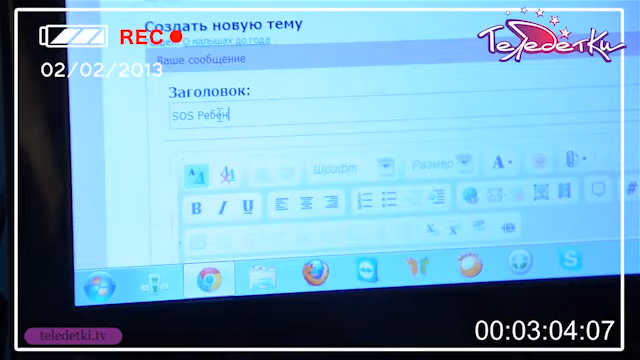 REC
02/02/2013
ТелеДетки
Создать новую тему
О малышах до года
Ваше сообщение
Заголовок:
SOS Ребен
Шрифт Размер A
B I U
teledetki.tv
00:03:04:07